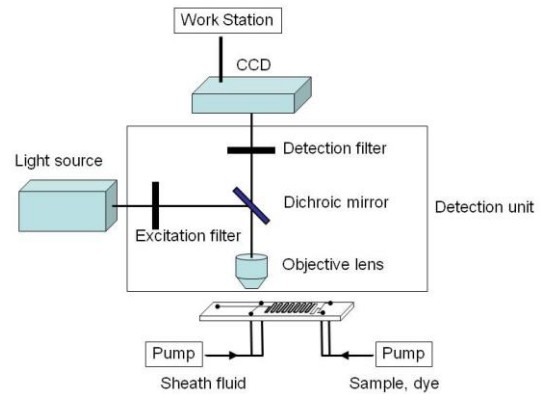 Work Station
CCD
Detection filter
Light source
Dichroic mirror
Detection unit
Excitation filter
Objective lens
Pump
Pump
Sheath fluid
Sample, dye